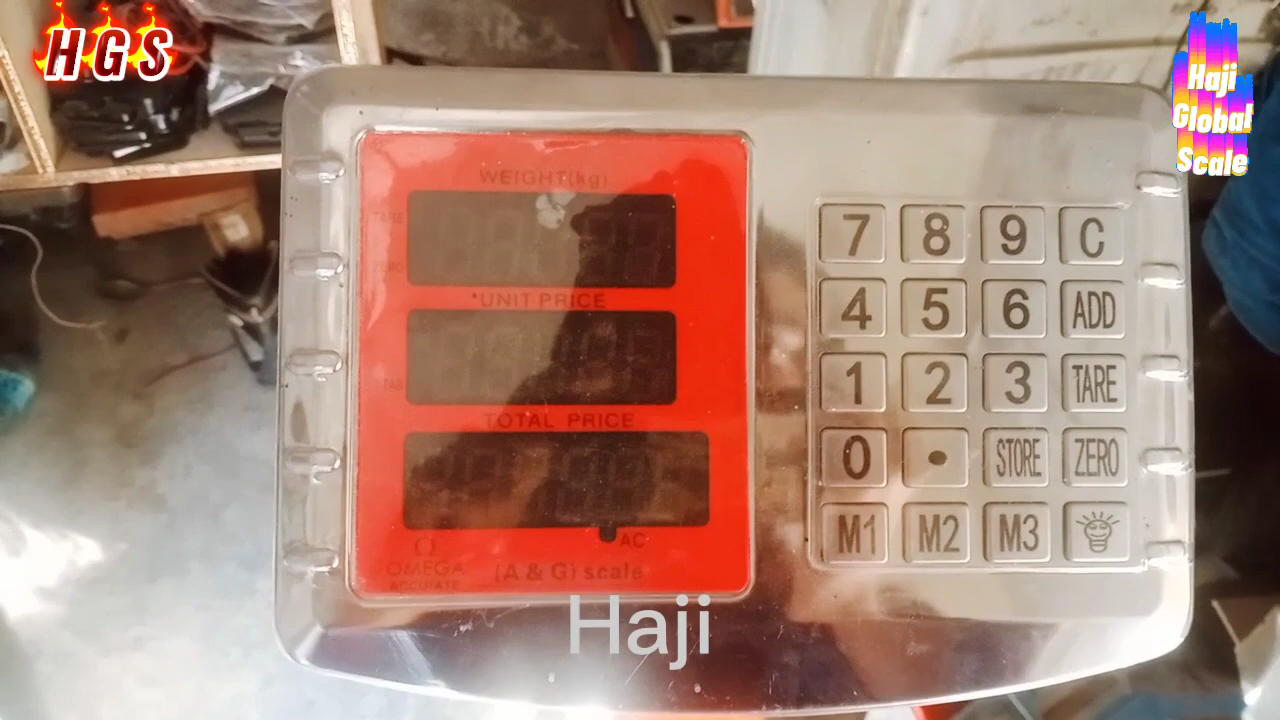 HGS
Haji
Global
Scale
WEIGHT(kg)
TARE
ZERO
UNIT PRICE
TAB
TOTAL PRICE
AC
Ω
OMEGA
ACCURATE
(A & G) scale
7 8 9 C
4 5 6 ADD
1 2 3 TARE
0 • STORE ZERO
M1 M2 M3
Haji